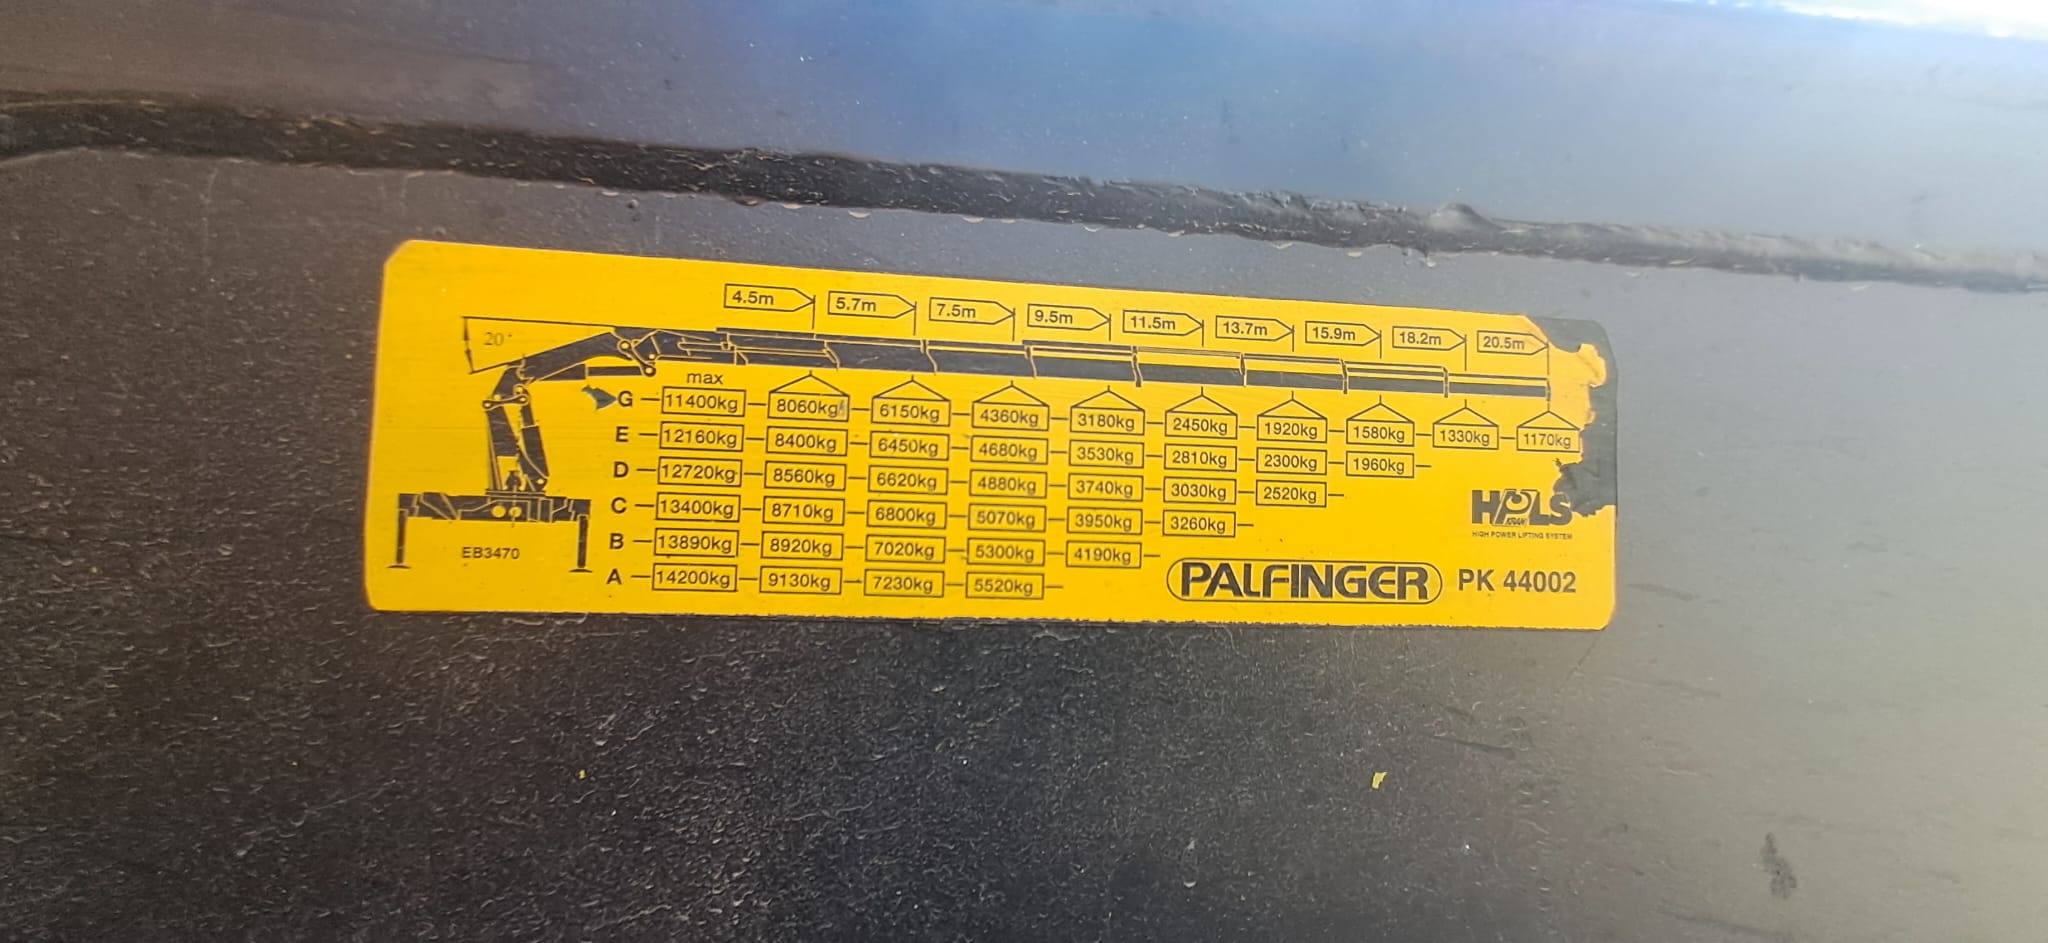 4.5m 5.7m 7.5m 9.5m 11.5m 13.7m 15.9m 18.2m 20.5m
20°
max
G 11400kg 8060kg 6150kg 4360kg 3180kg 2450kg 1920kg 1580kg 1330kg 1170kg
E 12160kg 8400kg 6450kg 4680kg 3530kg 2810kg 2300kg 1960kg
D 12720kg 8560kg 6620kg 4880kg 3740kg 3030kg 2520kg
C 13400kg 8710kg 6800kg 5070kg 3950kg 3260kg
B 13890kg 8920kg 7020kg 5300kg 4190kg
A 14200kg 9130kg 7230kg 5520kg
EB3470
HPLS
KRAN
HIGH POWER LIFTING SYSTEM
PALFINGER PK 44002